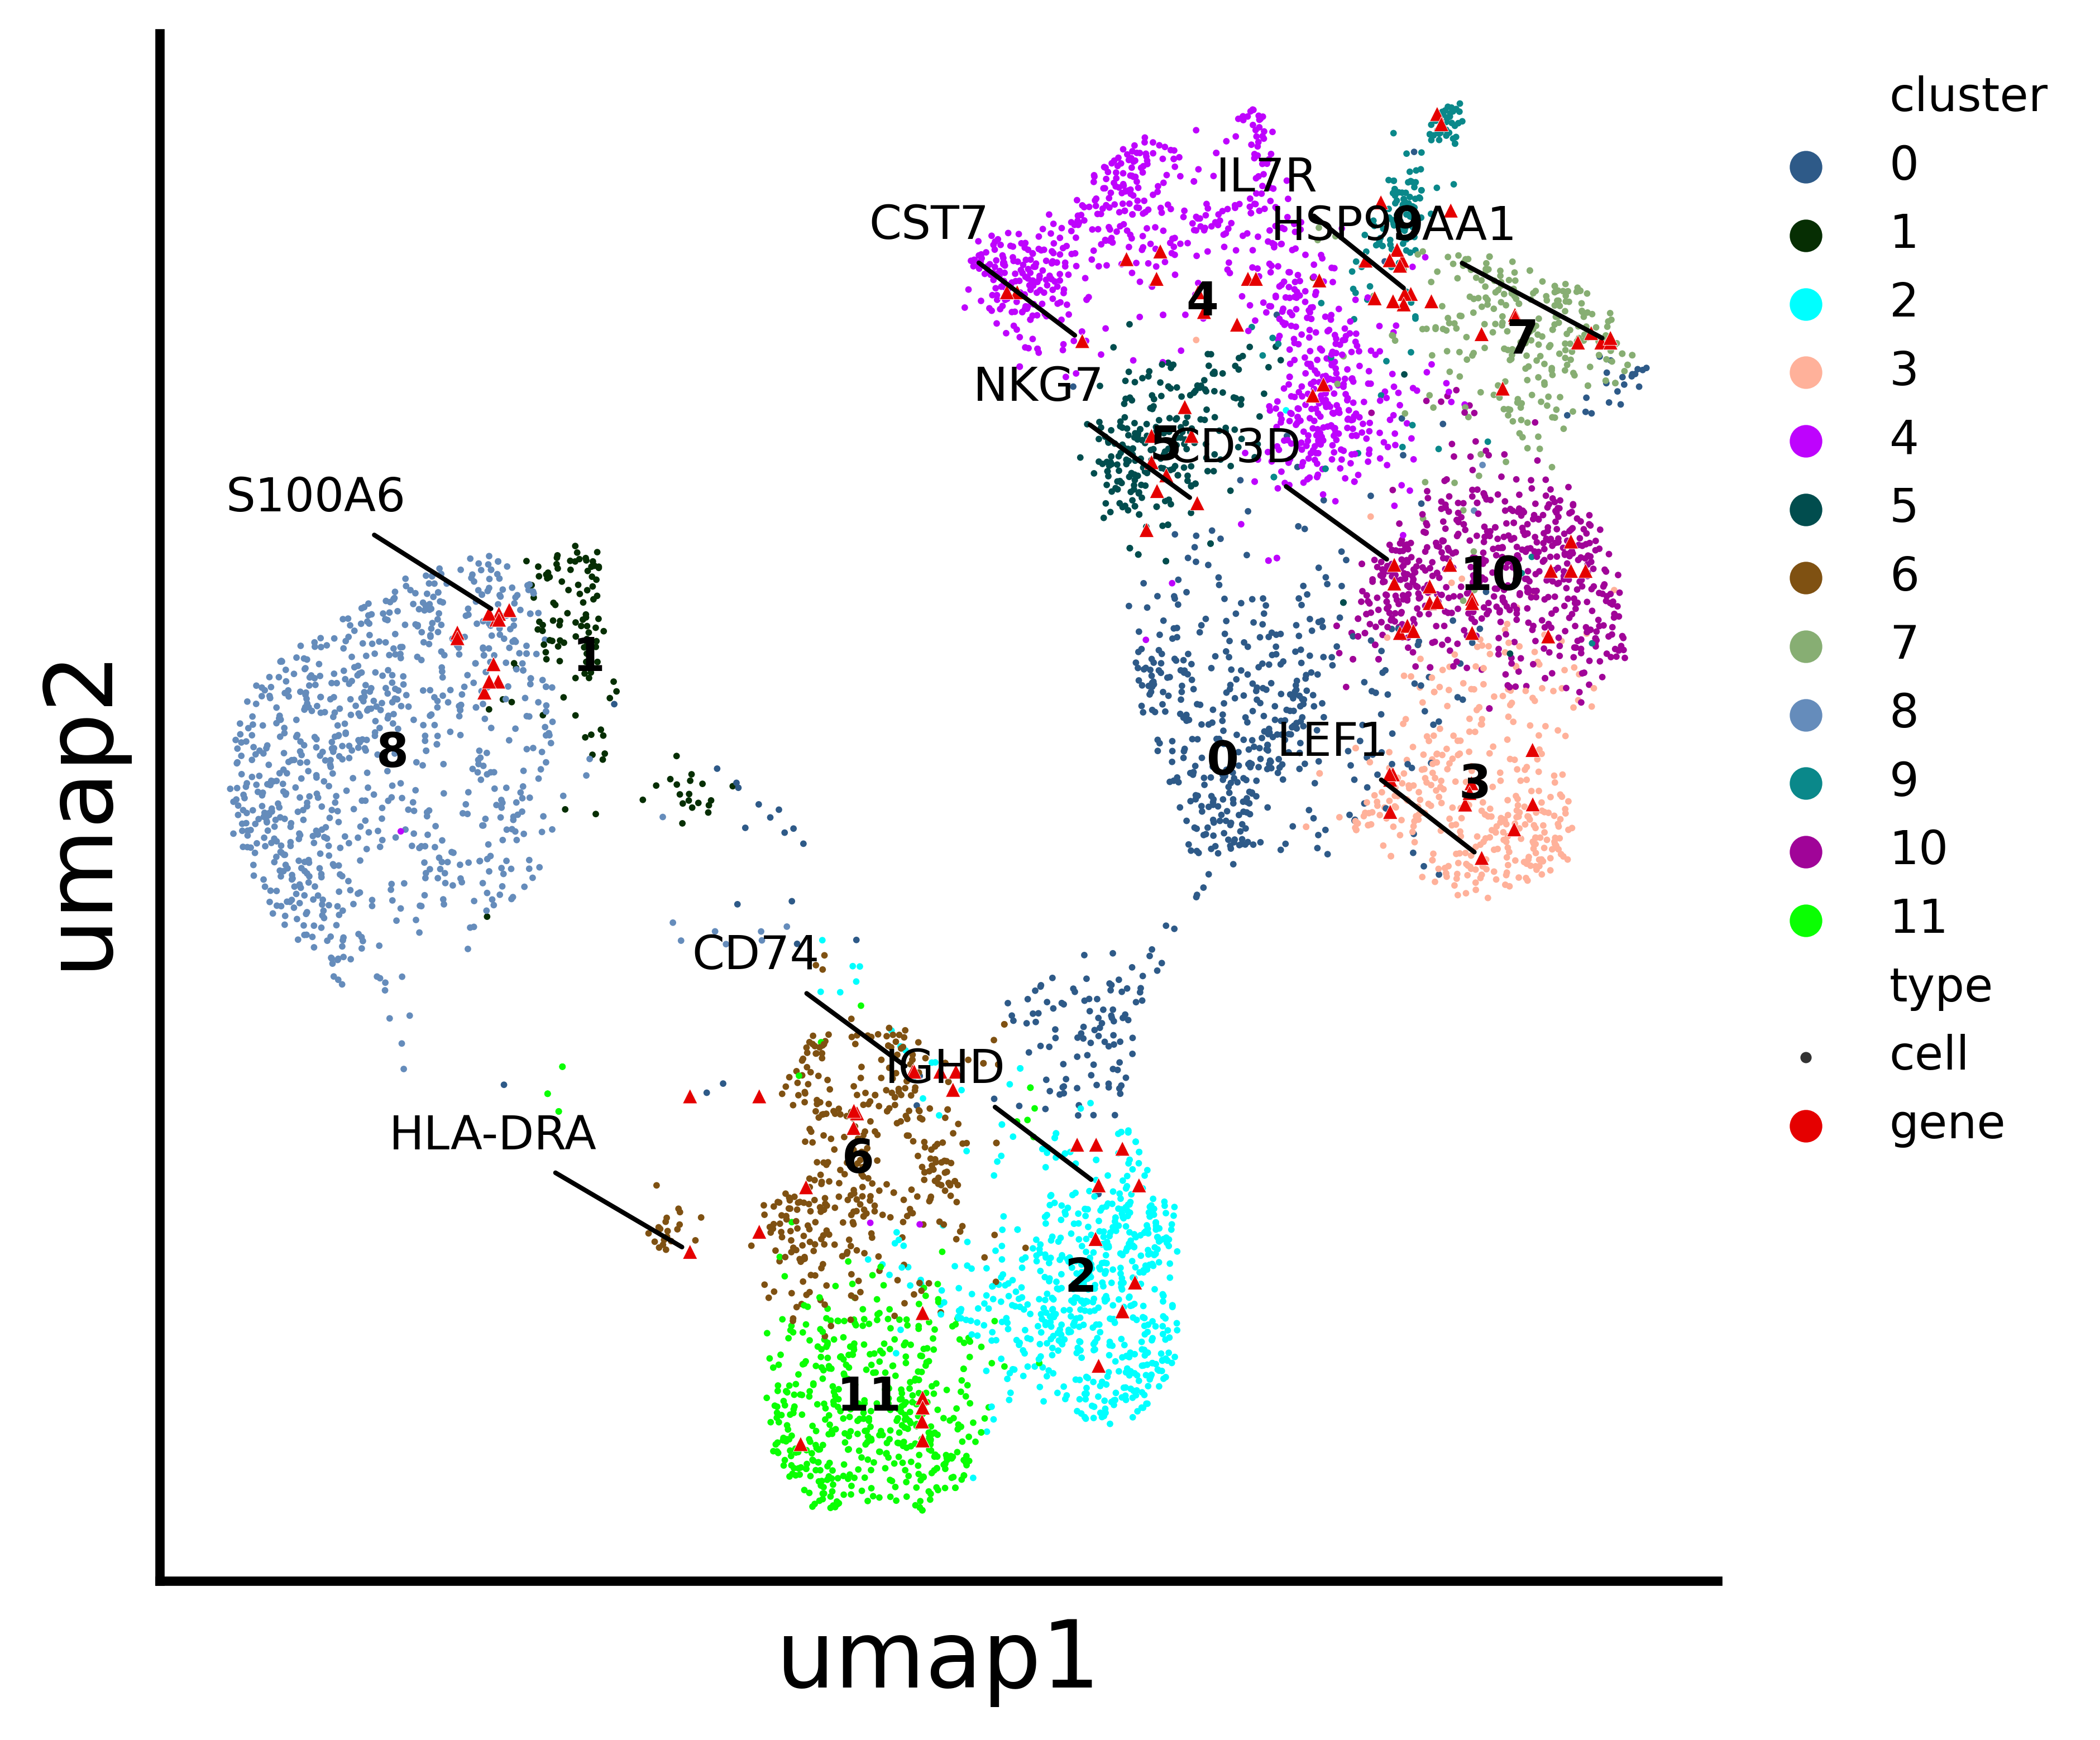 IL7R
CST7
HSP90AA1
9
4
7
NKG7
5
CD3D
S100A6
10
1
8
0
LEF1
3
CD74
IGHD
HLA-DRA
6
2
11
umap2
umap1
cluster
0
1
2
3
4
5
6
7
8
9
10
11
type
cell
gene